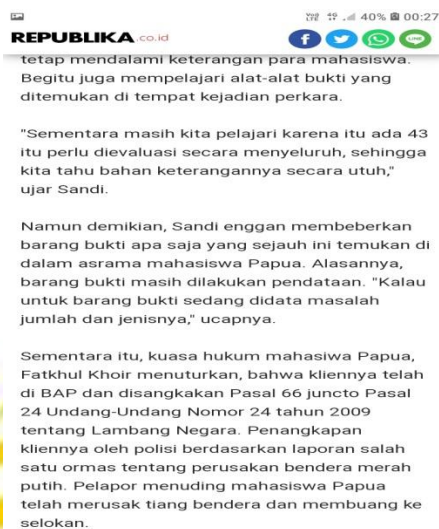 40% 00:27
REPUBLIKA.co.id
tetap mendalami keterangan para mahasiswa.
Begitu juga mempelajari alat-alat bukti yang
ditemukan di tempat kejadian perkara.
"Sementara masih kita pelajari karena itu ada 43
itu perlu dievaluasi secara menyeluruh, sehingga
kita tahu bahan keterangannya secara utuh,"
ujar Sandi.
Namun demikian, Sandi enggan membeberkan
barang bukti apa saja yang sejauh ini temukan di
dalam asrama mahasiswa Papua. Alasannya,
barang bukti masih dilakukan pendataan. "Kalau
untuk barang bukti sedang didata masalah
jumlah dan jenisnya," ucapnya.
Sementara itu, kuasa hukum mahasiwa Papua,
Fatkhul Khoir menuturkan, bahwa kliennya telah
di BAP dan disangkakan Pasal 66 juncto Pasal
24 Undang-Undang Nomor 24 tahun 2009
tentang Lambang Negara. Penangkapan
kliennya oleh polisi berdasarkan laporan salah
satu ormas tentang perusakan bendera merah
putih. Pelapor menuding mahasiswa Papua
telah merusak tiang bendera dan membuang ke
selokan.